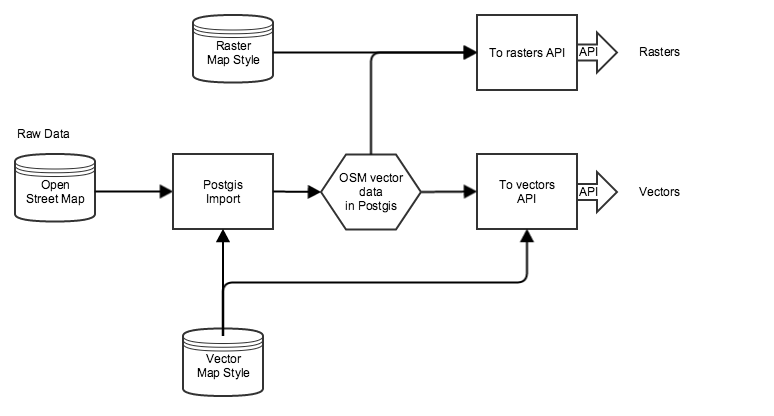 Raster
Map Style
To rasters API
API
Rasters
Raw Data
Open
Street Map
Postgis
Import
OSM vector
data
in Postgis
To vectors
API
API
Vectors
Vector
Map Style